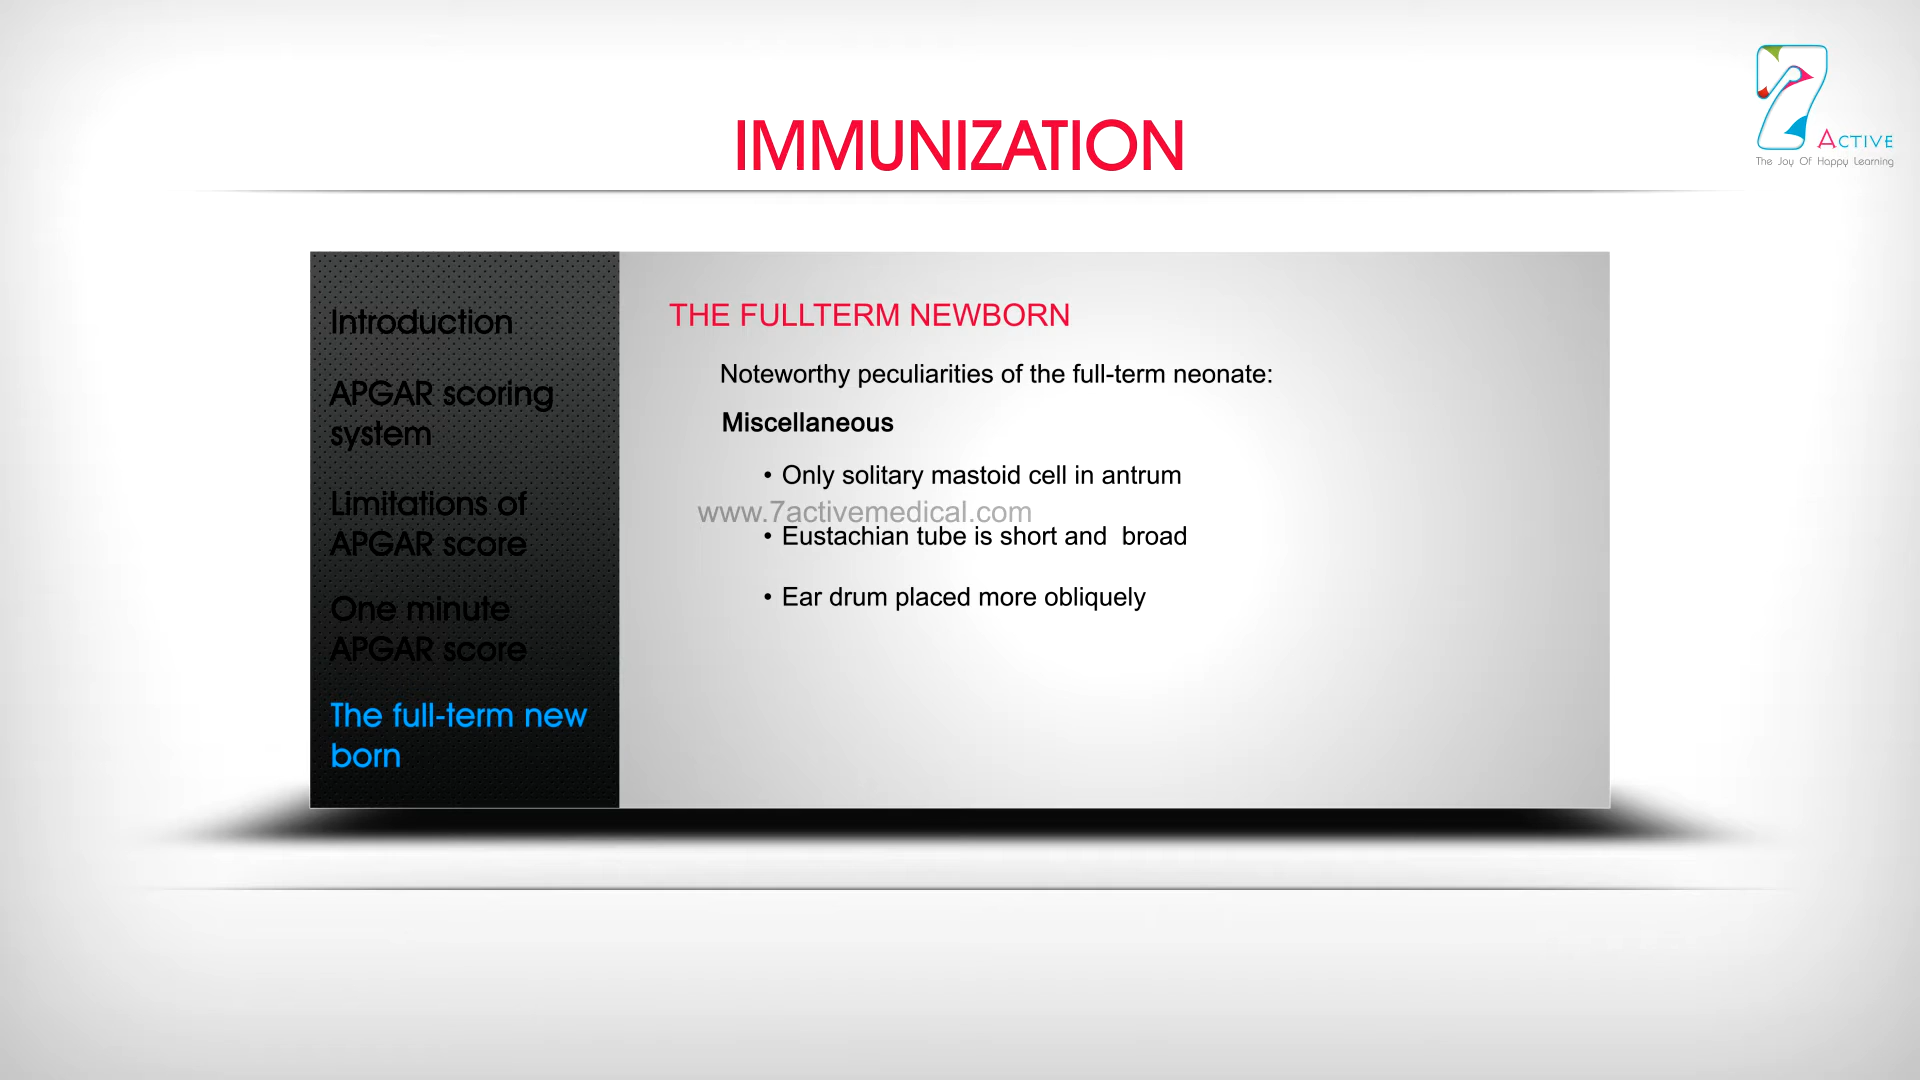 IMMUNIZATION
7
ACTIVE
The Joy Of Happy Learning
Introduction
APGAR scoring
system
Limitations of
APGAR score
One minute
APGAR score
The full-term new
born
THE FULLTERM NEWBORN
Noteworthy peculiarities of the full-term neonate:
Miscellaneous
• Only solitary mastoid cell in antrum
www.7activemedical.com
• Eustachian tube is short and  broad
• Ear drum placed more obliquely